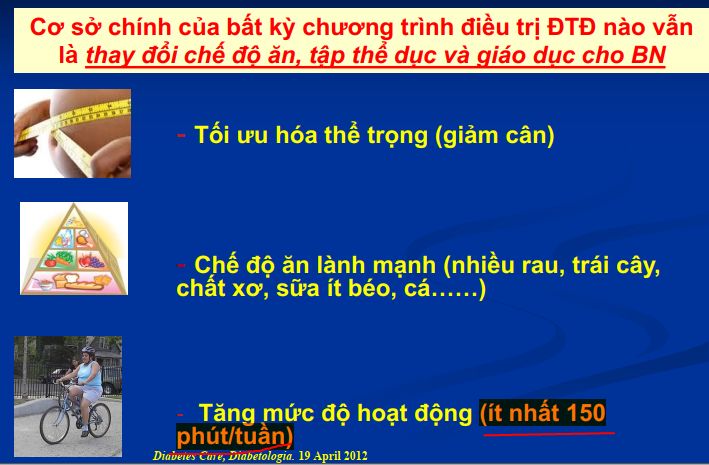 Cơ sở chính của bất kỳ chương trình điều trị ĐTĐ nào vẫn
là thay đổi chế độ ăn, tập thể dục và giáo dục cho BN
- Tối ưu hóa thể trọng (giảm cân)
- Chế độ ăn lành mạnh (nhiều rau, trái cây,
chất xơ, sữa ít béo, cá……)
- Tăng mức độ hoạt động (ít nhất 150
phút/tuần)
Diabetes Care, Diabetologia. 19 April 2012